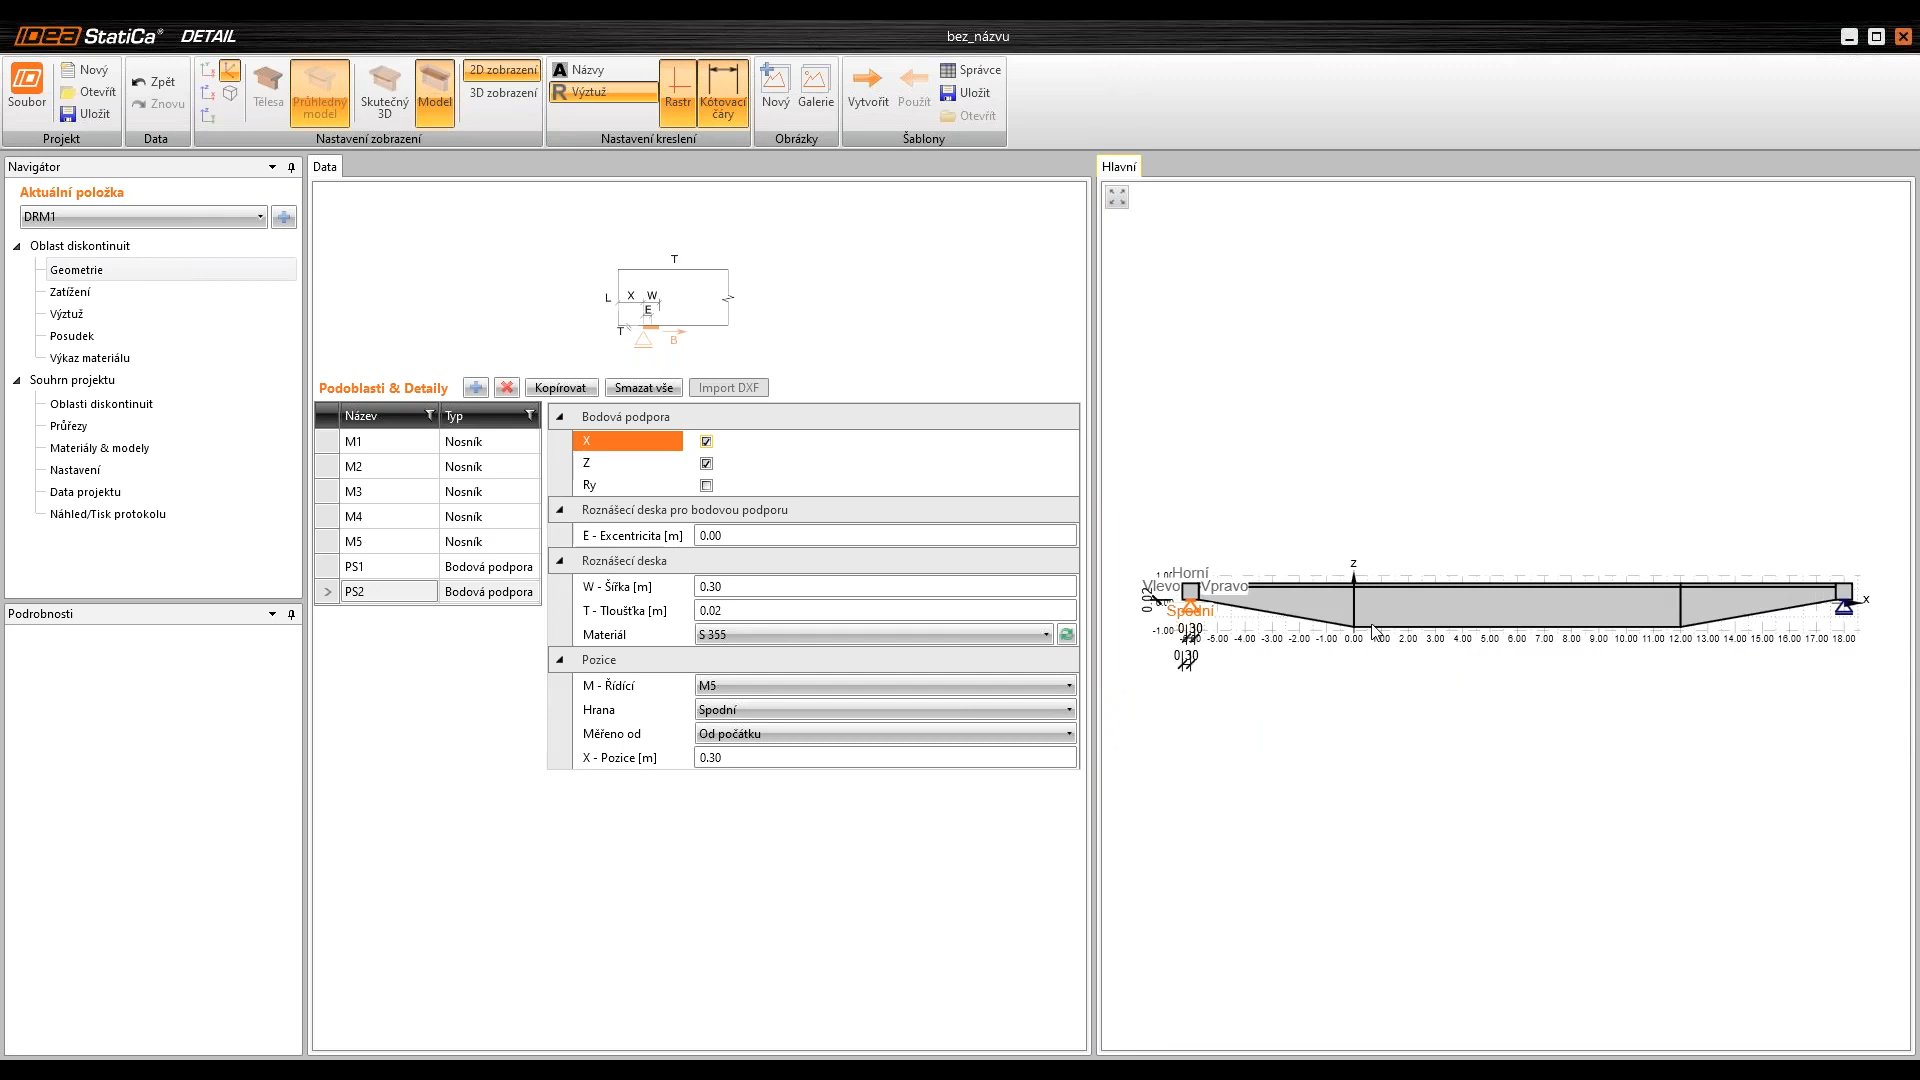 IDEA StatiCa® DETAIL
bez_názvu
Soubor
Nový
Otevřít
Uložit
Projekt
Zpět
Znovu
Data
Tělesa
Průhledný model
Skutečný 3D
Model
2D zobrazení
3D zobrazení
Nastavení zobrazení
Názvy
Výztuž
Rastr
Kótovací čáry
Nastavení kreslení
Nový
Galerie
Obrázky
Vytvořit
Použít
Správce
Uložit
Otevřít
Šablony
Navigátor
Aktuální položka
DRM1
Oblast diskontinuit
Geometrie
Zatížení
Výztuž
Posudek
Výkaz materiálu
Souhrn projektu
Oblasti diskontinuit
Průřezy
Materiály & modely
Nastavení
Data projektu
Náhled/Tisk protokolu
Podrobnosti
Data
T
L X W
E
T
B
Podoblasti & Detaily Kopírovat Smazat vše Import DXF
Název Typ
M1 Nosník
M2 Nosník
M3 Nosník
M4 Nosník
M5 Nosník
PS1 Bodová podpora
> PS2 Bodová podpora
Bodová podpora
X
Z
Ry
Roznášecí deska pro bodovou podporu
E - Excentricita [m] 0.00
Roznášecí deska
W - Šířka [m] 0.30
T - Tloušťka [m] 0.02
Materiál S 355
Pozice
M - Řídící M5
Hrana Spodní
Měřeno od Od počátku
X - Pozice [m] 0.30
Hlavní
z
Horní
Vlevo Vpravo
0.02
x
Spodní
-1.00 0.30 -5.00 -4.00 -3.00 -2.00 -1.00 0.00 1.00 2.00 3.00 4.00 5.00 6.00 7.00 8.00 9.00 10.00 11.00 12.00 13.00 14.00 15.00 16.00 17.00 18.00
0.30